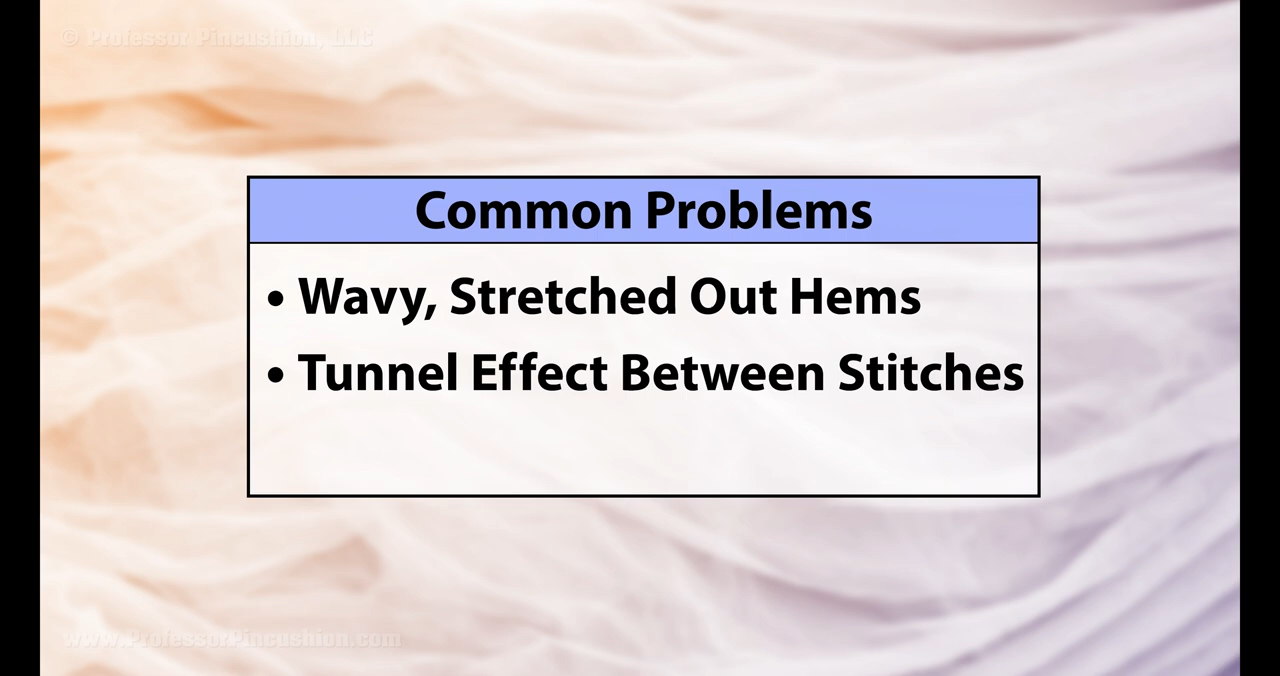 © Professor Pincushion, LLC
Common Problems
• Wavy, Stretched Out Hems
• Tunnel Effect Between Stitches
www.ProfessorPincushion.com